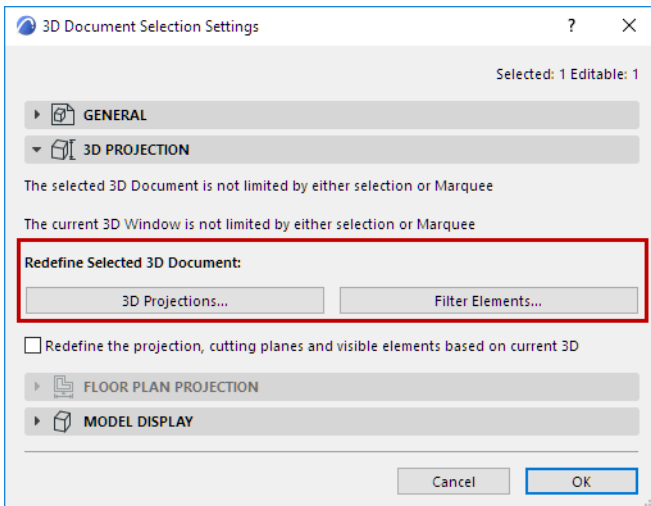 3D Document Selection Settings
Selected: 1 Editable: 1
GENERAL
3D PROJECTION
The selected 3D Document is not limited by either selection or Marquee
The current 3D Window is not limited by either selection or Marquee
Redefine Selected 3D Document:
3D Projections... Filter Elements...
Redefine the projection, cutting planes and visible elements based on current 3D
FLOOR PLAN PROJECTION
MODEL DISPLAY
Cancel OK